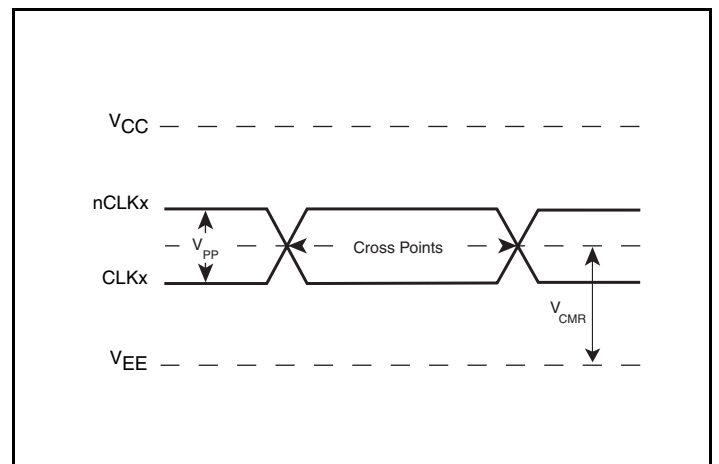 VCC
nCLKx
VPP
Cross Points
CLKx
VCMR
VEE